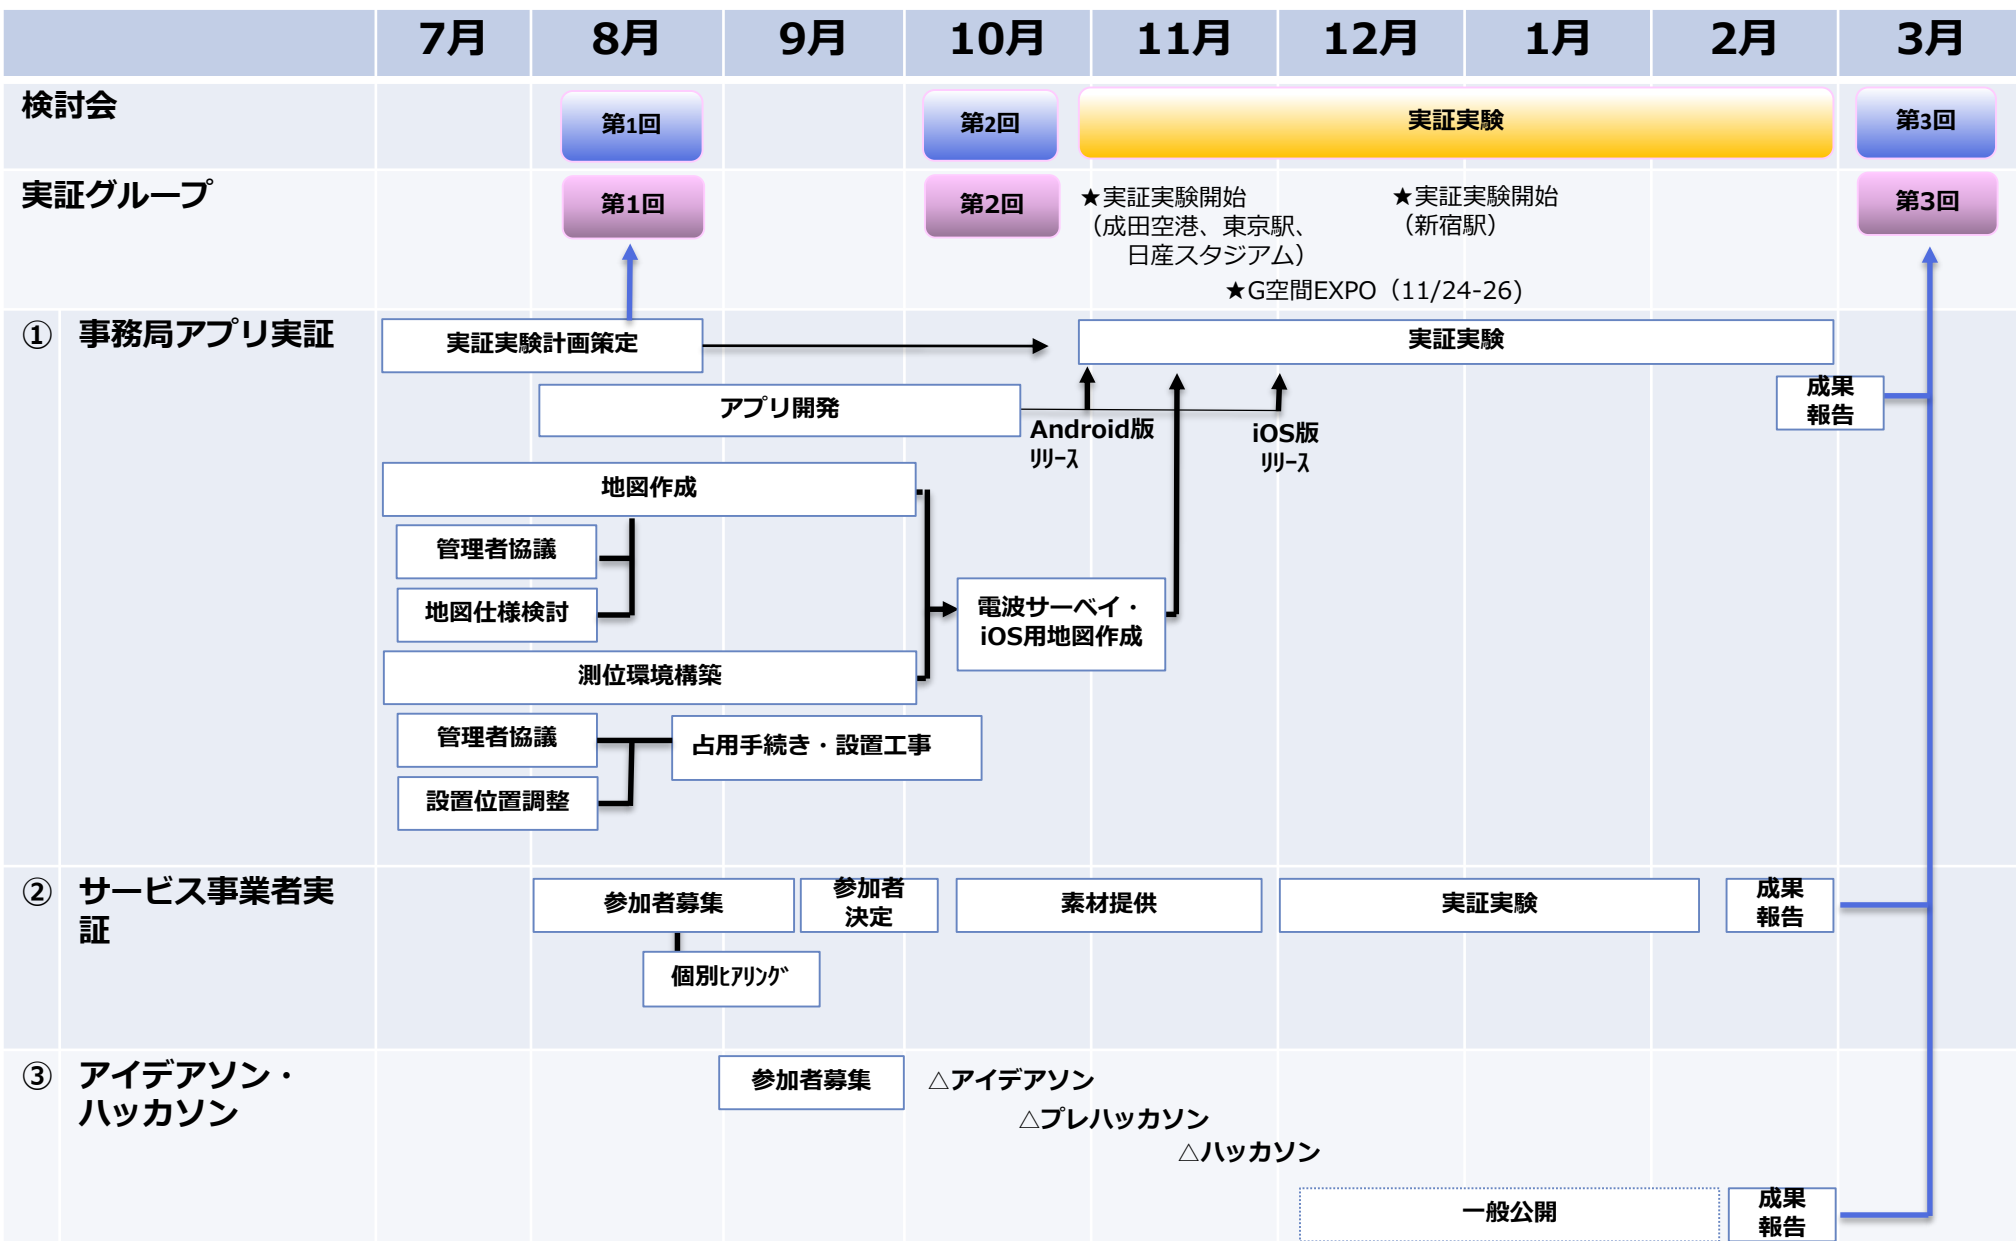 7月 8月 9月 10月 11月 12月 1月 2月 3月
検討会
第1回
第2回
実証実験
第3回
実証グループ
第1回
第2回
★実証実験開始
（成田空港、東京駅、
日産スタジアム）
★実証実験開始
（新宿駅）
★G空間EXPO（11/24-26)
第3回
① 事務局アプリ実証
実証実験計画策定
実証実験
アプリ開発
Android版
ﾘﾘｰｽ
iOS版
ﾘﾘｰｽ
成果
報告
地図作成
管理者協議
地図仕様検討
電波サーベイ・
iOS用地図作成
測位環境構築
管理者協議
占用手続き・設置工事
設置位置調整
② サービス事業者実
証
参加者募集
参加者
決定
素材提供
実証実験
成果
報告
個別ﾋｱﾘﾝｸﾞ
③ アイデアソン・
ハッカソン
参加者募集
△アイデアソン
△プレハッカソン
△ハッカソン
一般公開
成果
報告